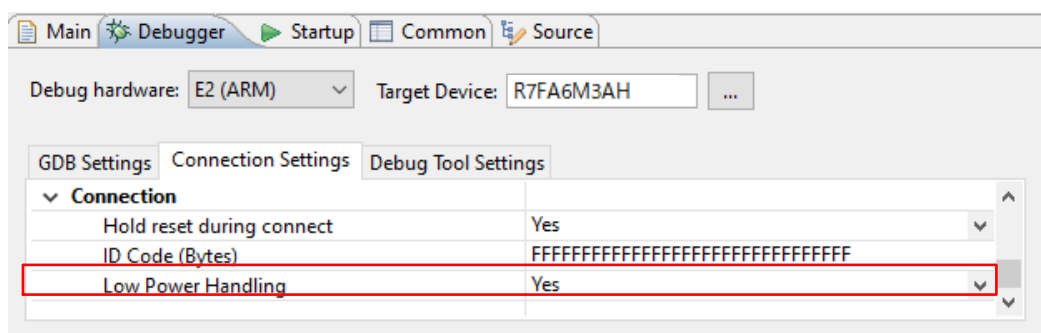 Main Debugger Startup Common Source
Debug hardware: E2 (ARM) Target Device: R7FA6M3AH ...
GDB Settings Connection Settings Debug Tool Settings
Connection
Hold reset during connect Yes
ID Code (Bytes) FFFFFFFFFFFFFFFFFFFFFFFFFFFFFFFF
Low Power Handling Yes